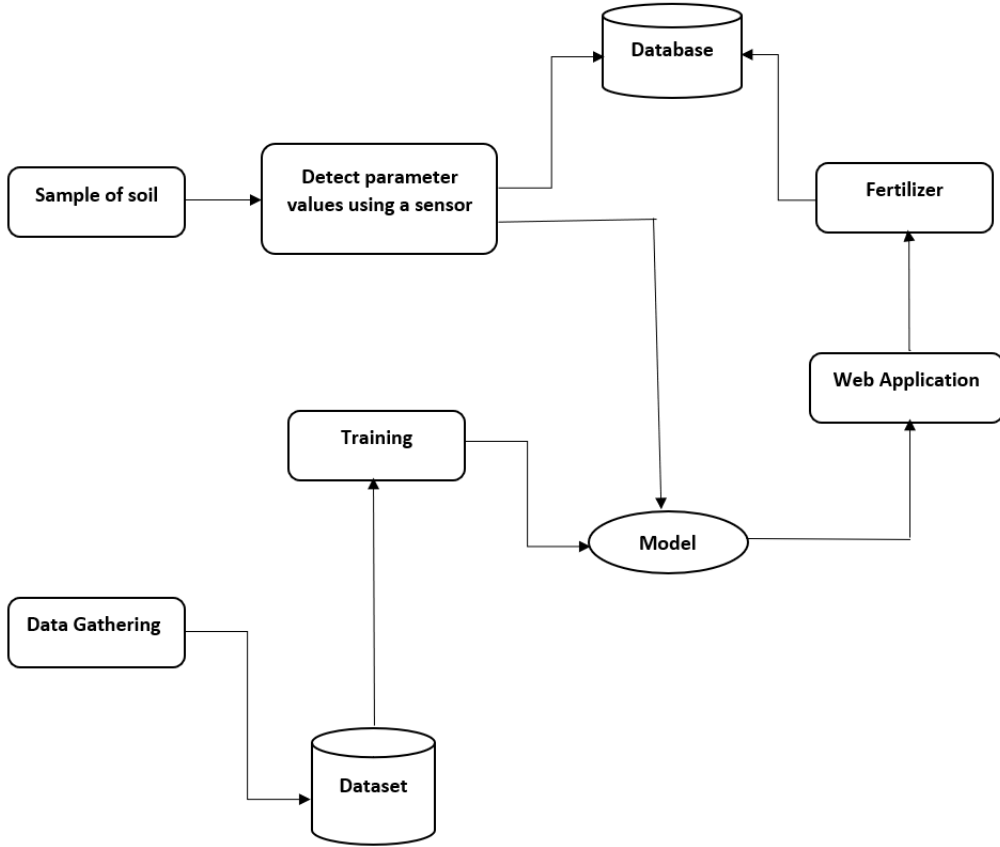 Database
Sample of soil
Detect parameter
values using a sensor
Fertilizer
Web Application
Training
Model
Data Gathering
Dataset